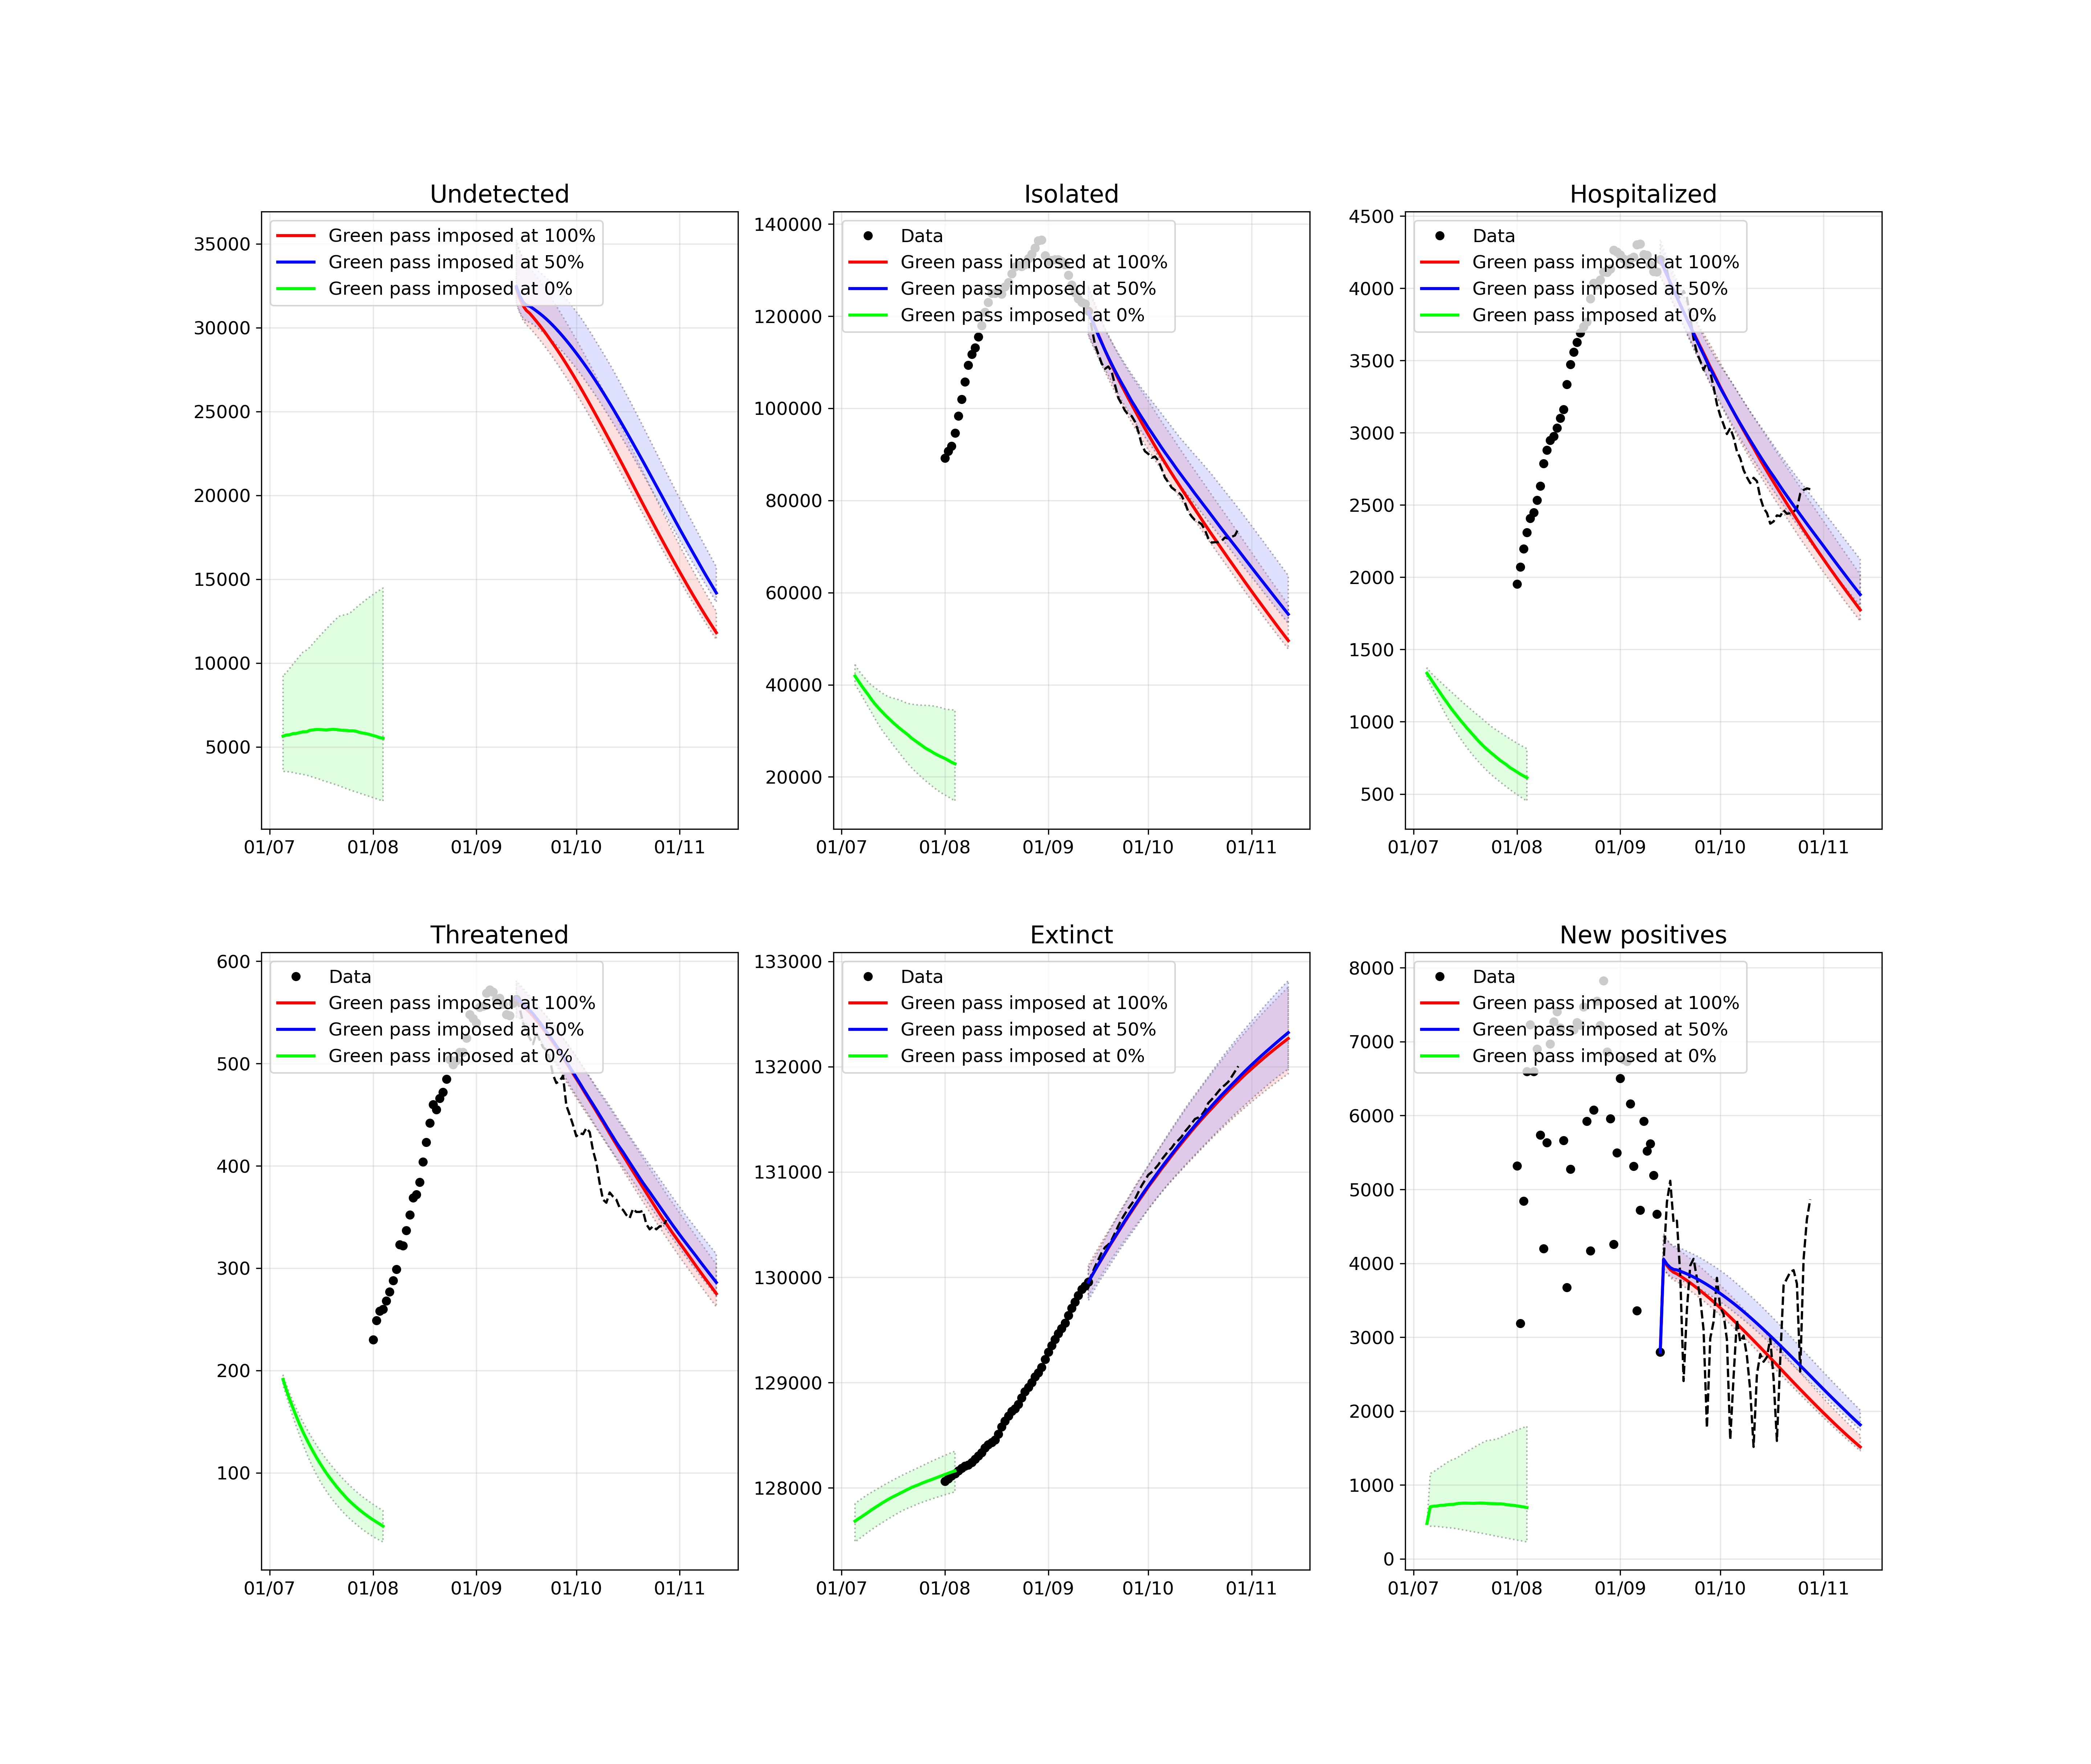 Undetected
35000
30000
25000
20000
15000
10000
5000
01/07 01/08 01/09 01/10 01/11
Green pass imposed at 100%
Green pass imposed at 50%
Green pass imposed at 0%
Isolated
140000
120000
100000
80000
60000
40000
20000
01/07 01/08 01/09 01/10 01/11
Data
Green pass imposed at 100%
Green pass imposed at 50%
Green pass imposed at 0%
Hospitalized
4500
4000
3500
3000
2500
2000
1500
1000
500
01/07 01/08 01/09 01/10 01/11
Data
Green pass imposed at 100%
Green pass imposed at 50%
Green pass imposed at 0%
Threatened
600
500
400
300
200
100
01/07 01/08 01/09 01/10 01/11
Data
Green pass imposed at 100%
Green pass imposed at 50%
Green pass imposed at 0%
Extinct
133000
132000
131000
130000
129000
128000
01/07 01/08 01/09 01/10 01/11
Data
Green pass imposed at 100%
Green pass imposed at 50%
Green pass imposed at 0%
New positives
8000
7000
6000
5000
4000
3000
2000
1000
0
01/07 01/08 01/09 01/10 01/11
Data
Green pass imposed at 100%
Green pass imposed at 50%
Green pass imposed at 0%